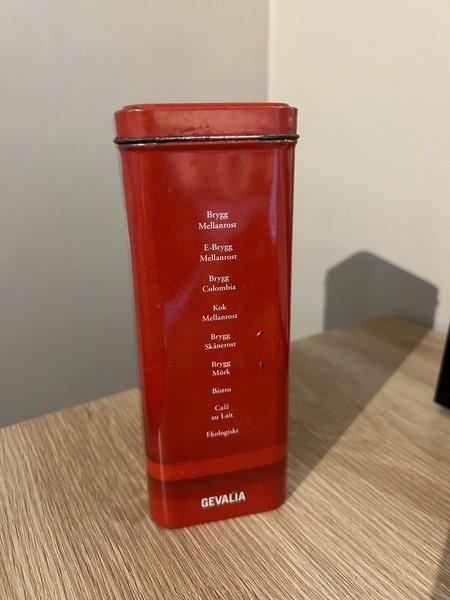 Brygg
Mellanrost
E-Brygg
Mellanrost
Brygg
Colombia
Kok
Mellanrost
Brygg
Skånerost
Brygg
Mörk
Bistro
Café
au Lait
Ekologiskt
GEVALIA